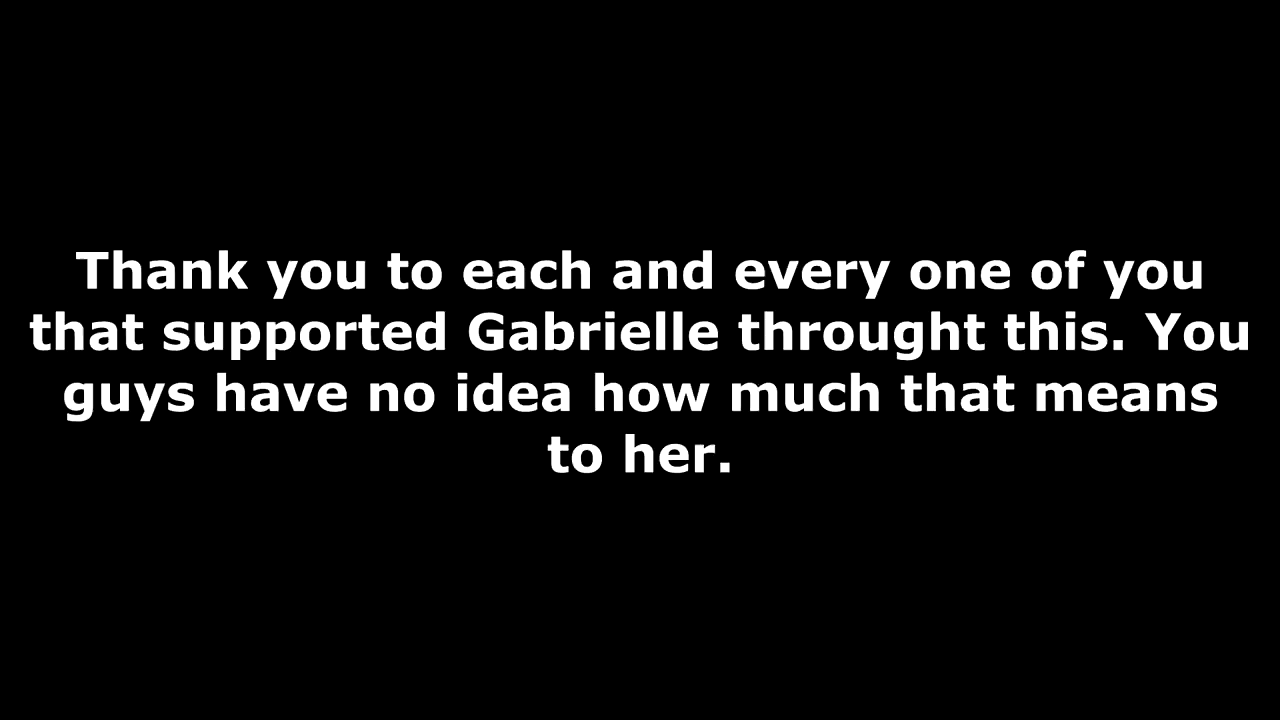 Thank you to each and every one of you
that supported Gabrielle throught this. You
guys have no idea how much that means
to her.